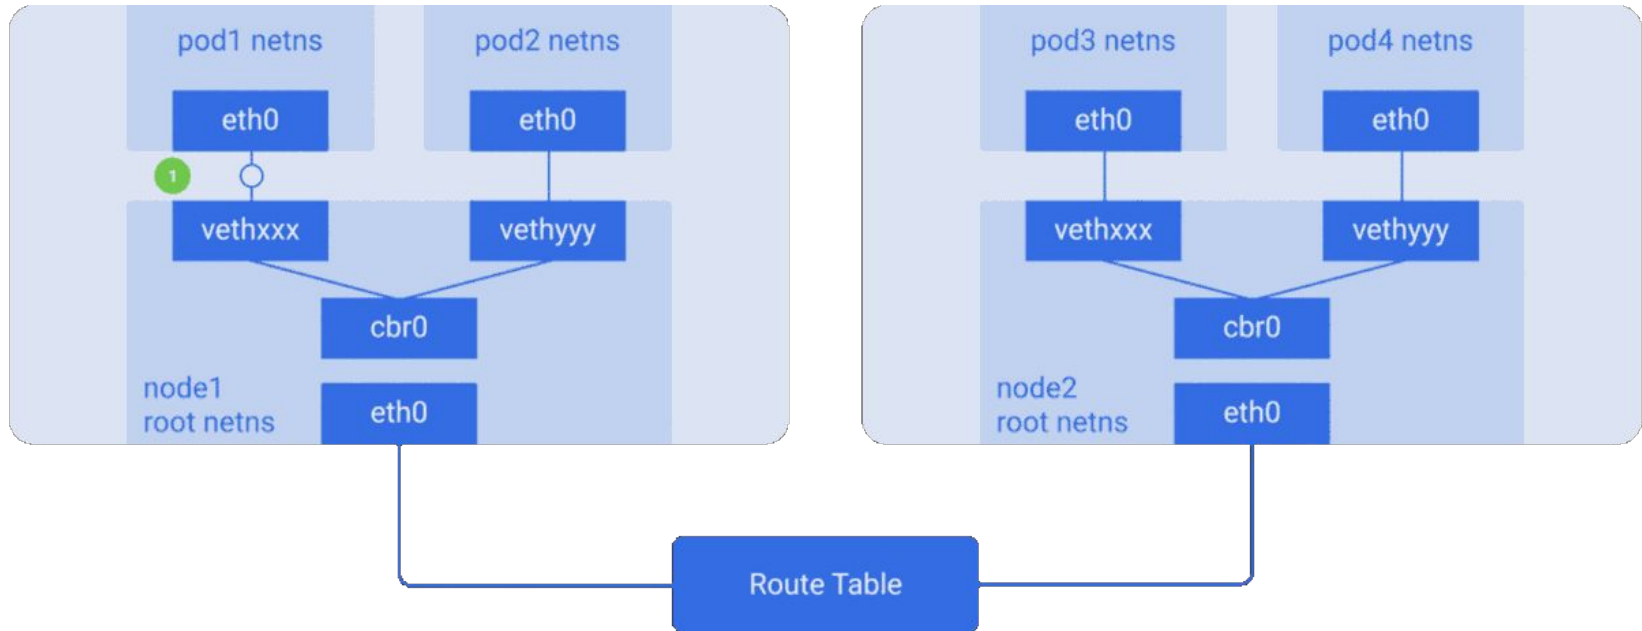 pod1 netns
pod2 netns
eth0
eth0
1
vethxxx
vethyyy
cbr0
node1
root netns
eth0
pod3 netns
pod4 netns
eth0
eth0
vethxxx
vethyyy
cbr0
node2
root netns
eth0
Route Table